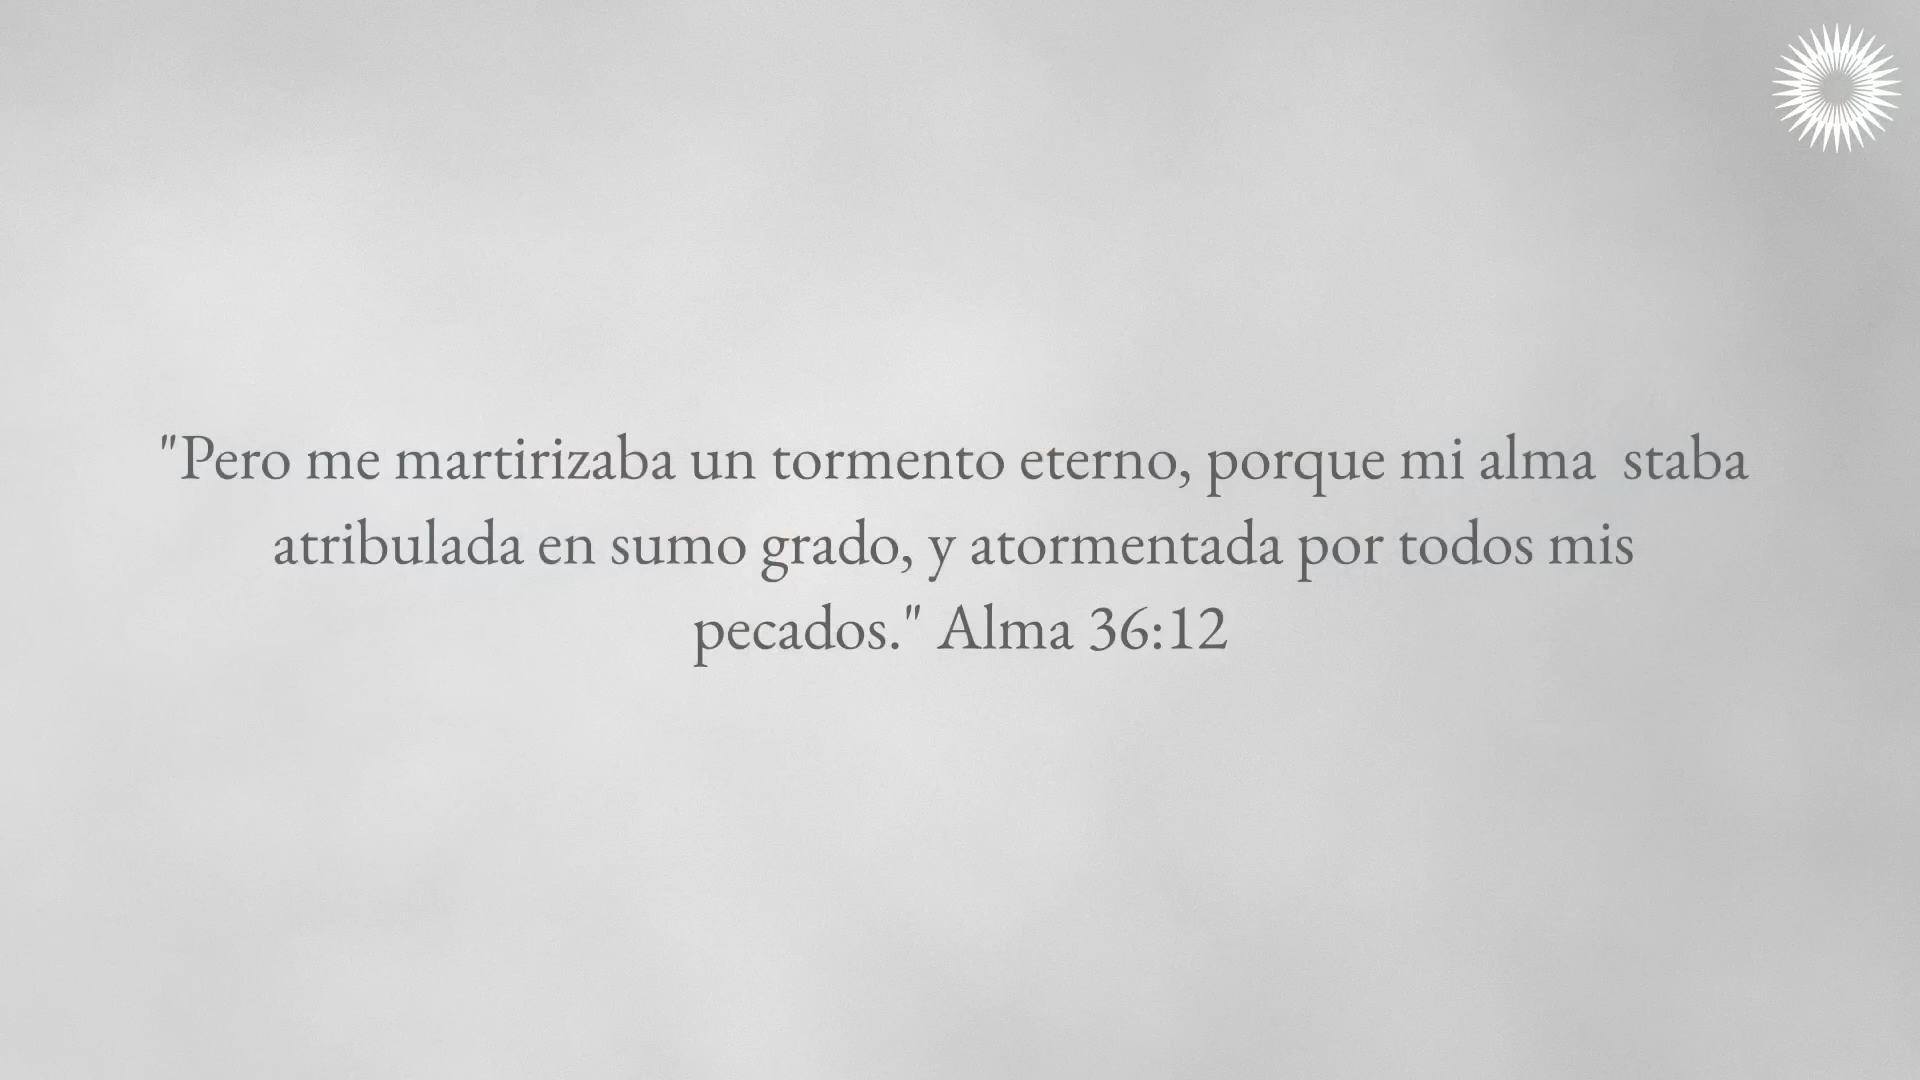 "Pero me martirizaba un tormento eterno, porque mi alma  staba
atribulada en sumo grado, y atormentada por todos mis
pecados." Alma 36:12